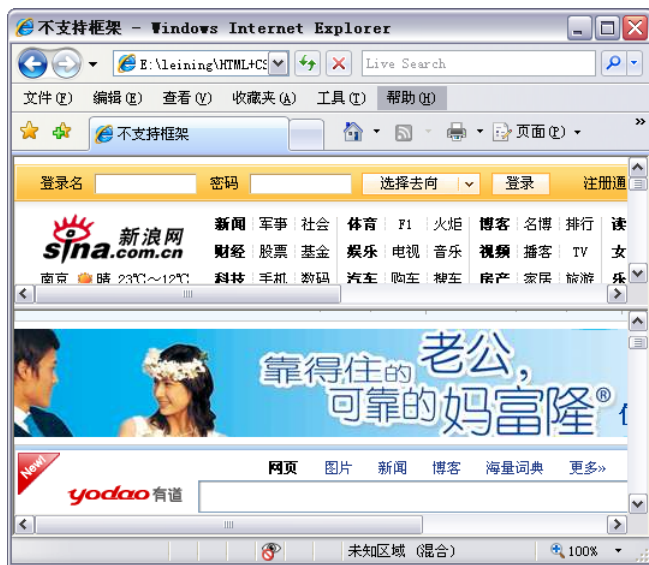 不支持框架 - Windows Internet Explorer
E:\leining\HTML+CS
Live Search
文件(F) 编辑(E) 查看(V) 收藏夹(A) 工具(T) 帮助(H)
不支持框架 页面(P) »
登录名 密码 选择去向 登录 注册通
sina 新浪网 新闻 军事 社会 体育 F1 火炬 博客 名博 排行 读
.com.cn 财经 股票 基金 娱乐 电视 音乐 视频 播客 TV 女
南京 晴 23℃~12℃ 科技 手机 数码 汽车 购车 搜车 房产 家居 旅游 乐
靠得住的老公,
可靠的妈富隆®
New!
网页 图片 新闻 博客 海量词典 更多»
yodao 有道
未知区域 (混合) 100%